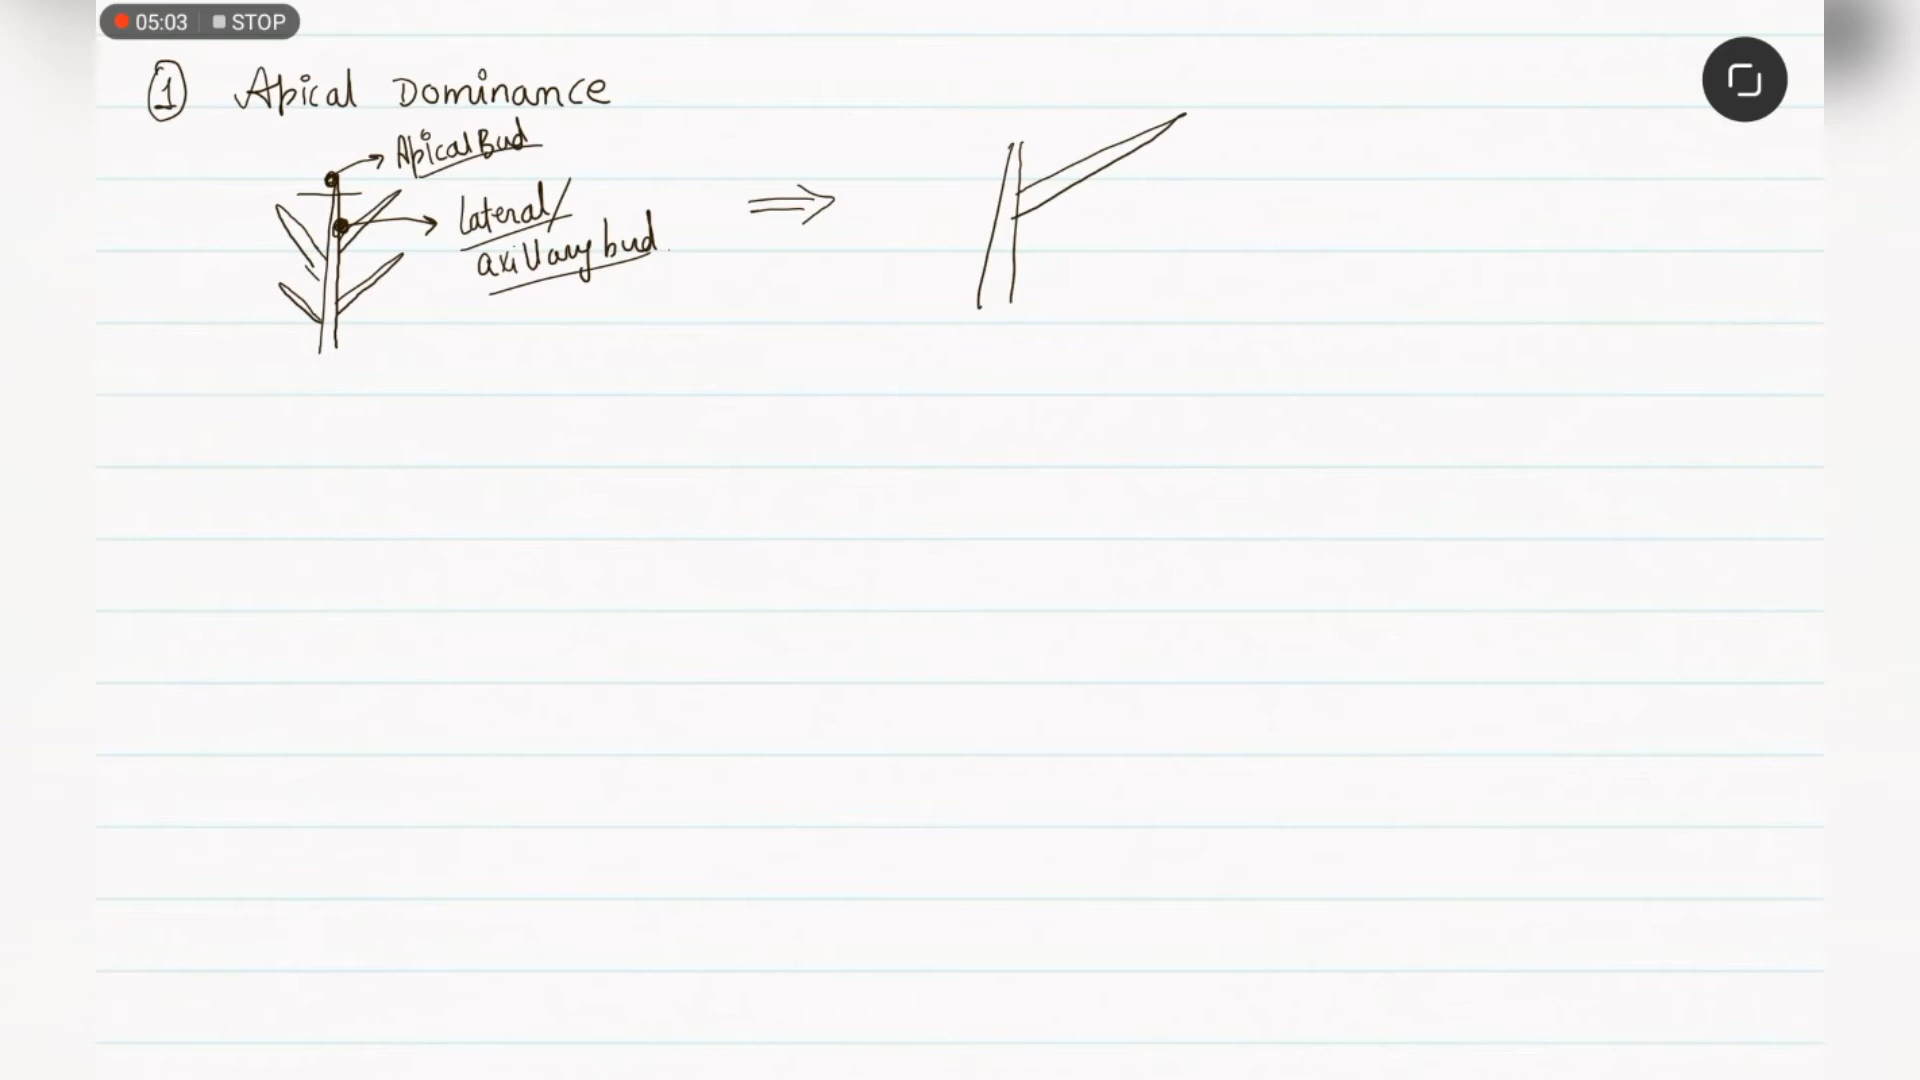 05:03 STOP
1 Apical Dominance
Apical Bud
Lateral/
axillary bud.